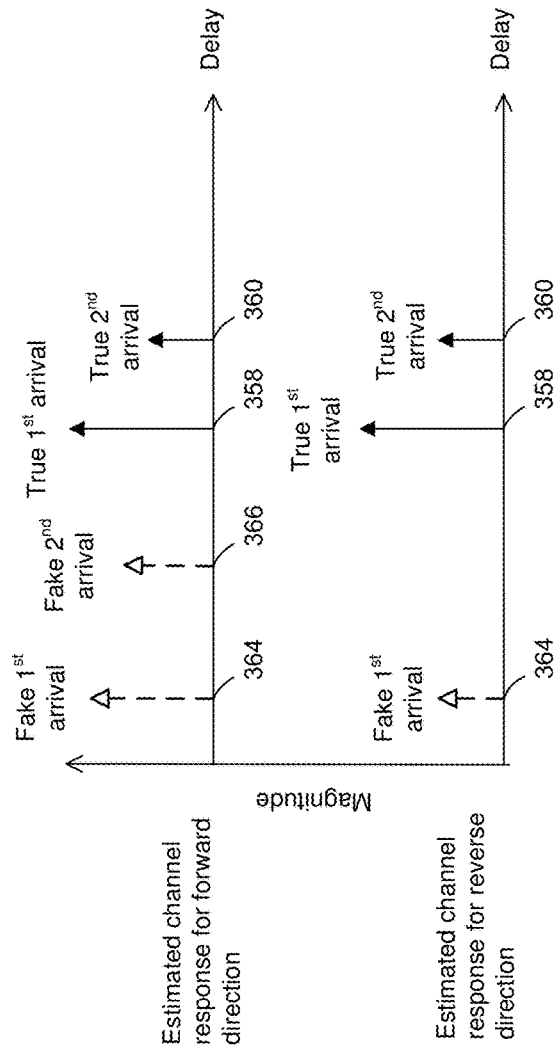 Estimated channel
response for forward
direction
Fake 1st
arrival
Fake 2nd
arrival
True 1st arrival
True 2nd
arrival
364
366
358
360
Delay
Magnitude
Estimated channel
response for reverse
direction
Fake 1st
arrival
True 1st
arrival
True 2nd
arrival
364
358
360
Delay